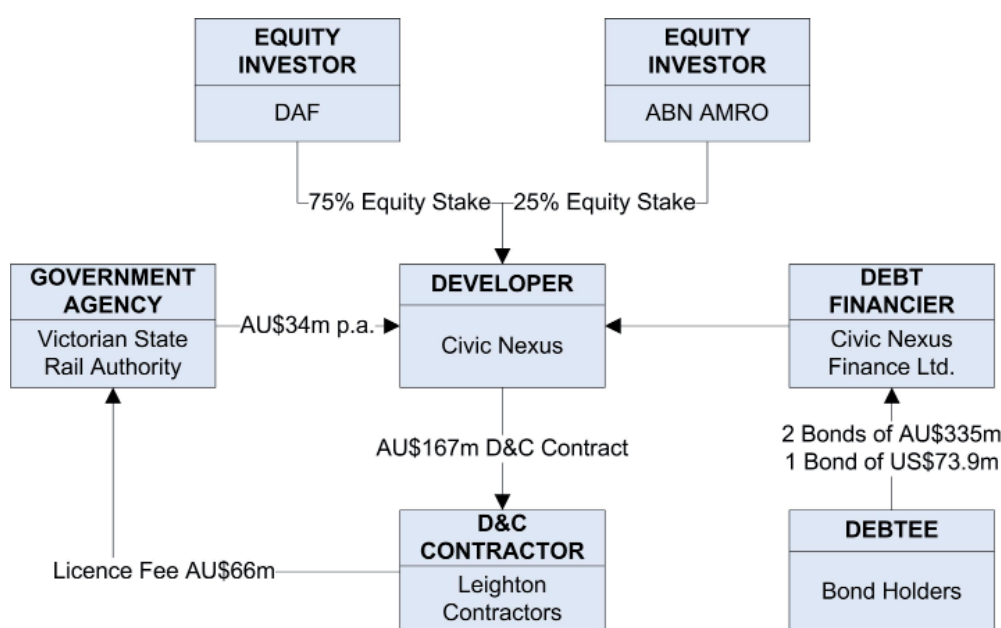 EQUITY
INVESTOR
DAF
EQUITY
INVESTOR
ABN AMRO
75% Equity Stake
25% Equity Stake
GOVERNMENT
AGENCY
Victorian State
Rail Authority
AU$34m p.a.
DEVELOPER
Civic Nexus
DEBT
FINANCIER
Civic Nexus
Finance Ltd.
AU$167m D&C Contract
2 Bonds of AU$335m
1 Bond of US$73.9m
Licence Fee AU$66m
D&C
CONTRACTOR
Leighton
Contractors
DEBTEE
Bond Holders